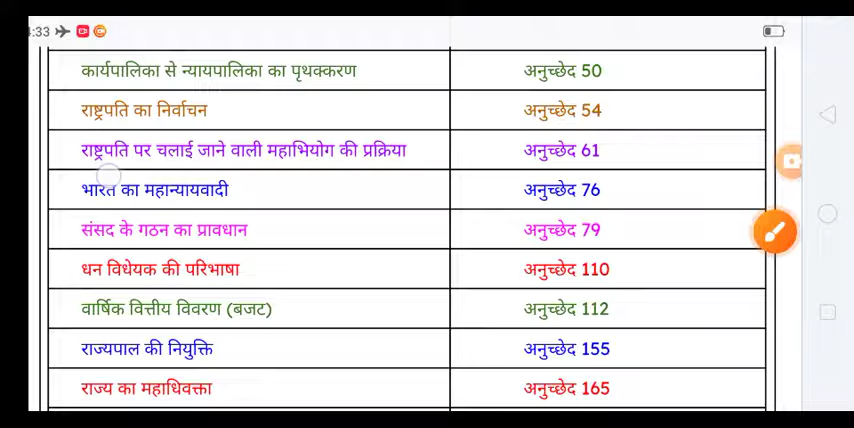 :33
कार्यपालिका से न्यायपालिका का पृथक्करण अनुच्छेद 50
राष्ट्रपति का निर्वाचन अनुच्छेद 54
राष्ट्रपति पर चलाई जाने वाली महाभियोग की प्रक्रिया अनुच्छेद 61
भारत का महान्यायवादी अनुच्छेद 76
संसद के गठन का प्रावधान अनुच्छेद 79
धन विधेयक की परिभाषा अनुच्छेद 110
वार्षिक वित्तीय विवरण (बजट) अनुच्छेद 112
राज्यपाल की नियुक्ति अनुच्छेद 155
राज्य का महाधिवक्ता अनुच्छेद 165